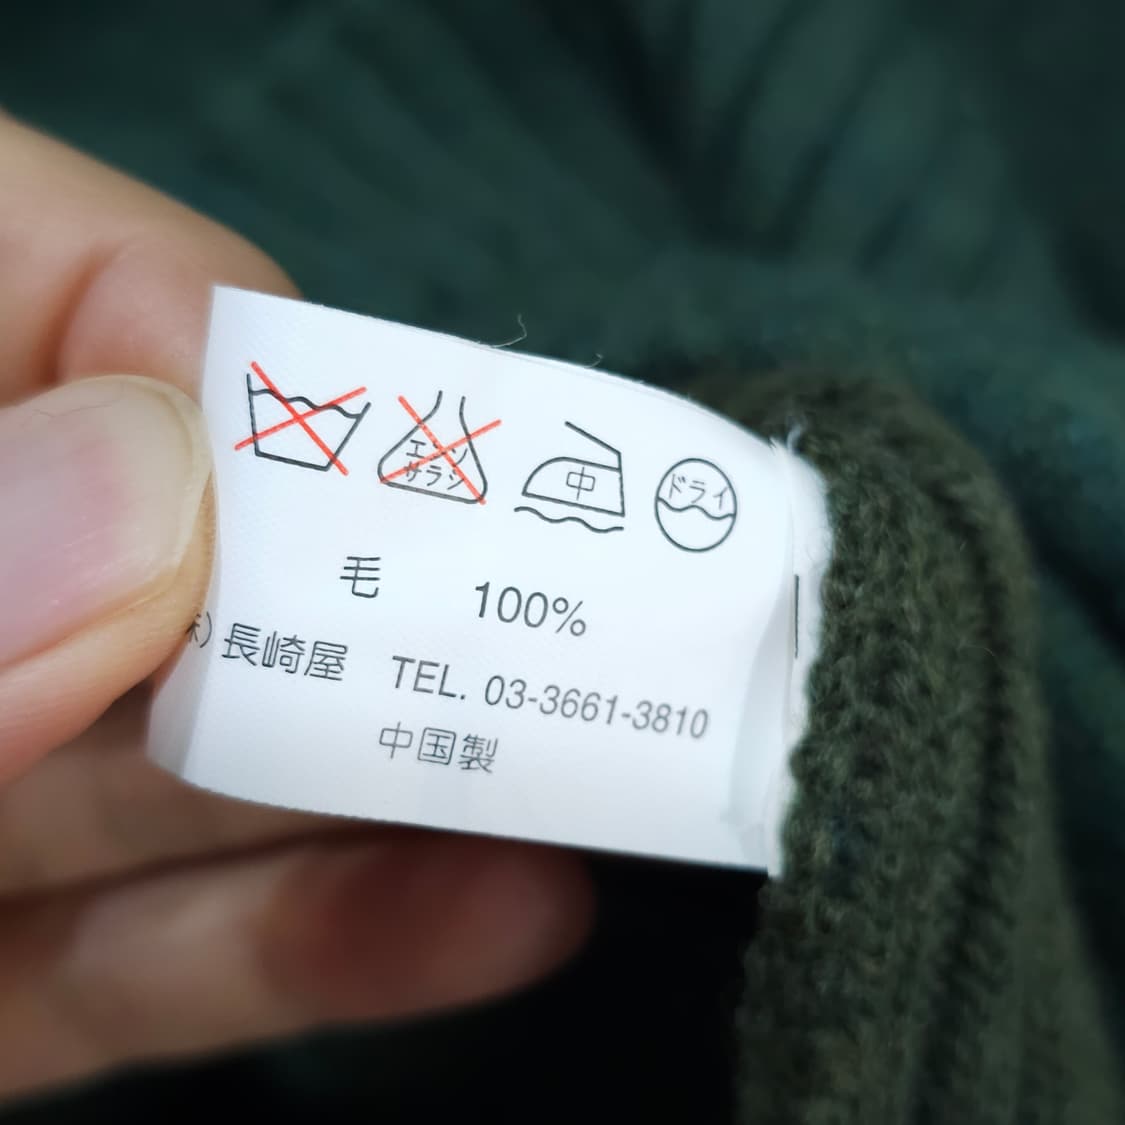 エンソ
サラシ
中
ドライ
毛 100%
㈱長崎屋 TEL. 03-3661-3810
中国製